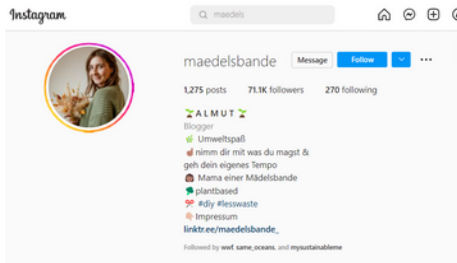 Instagram
maedels
maedelsbande Message Follow
1,275 posts 71.1K followers 270 following
🌱A L M U T🌱
Blogger
🌿 Umweltspaß
☝️ nimm dir mit was du magst &
geh dein eigenes Tempo
👩 Mama einer Mädelsbande
🌳 plantbased
🎀 #diy #lesswaste
👇 Impressum
linktr.ee/maedelsbande_
Followed by wwf, same_oceans, and mysustainableme